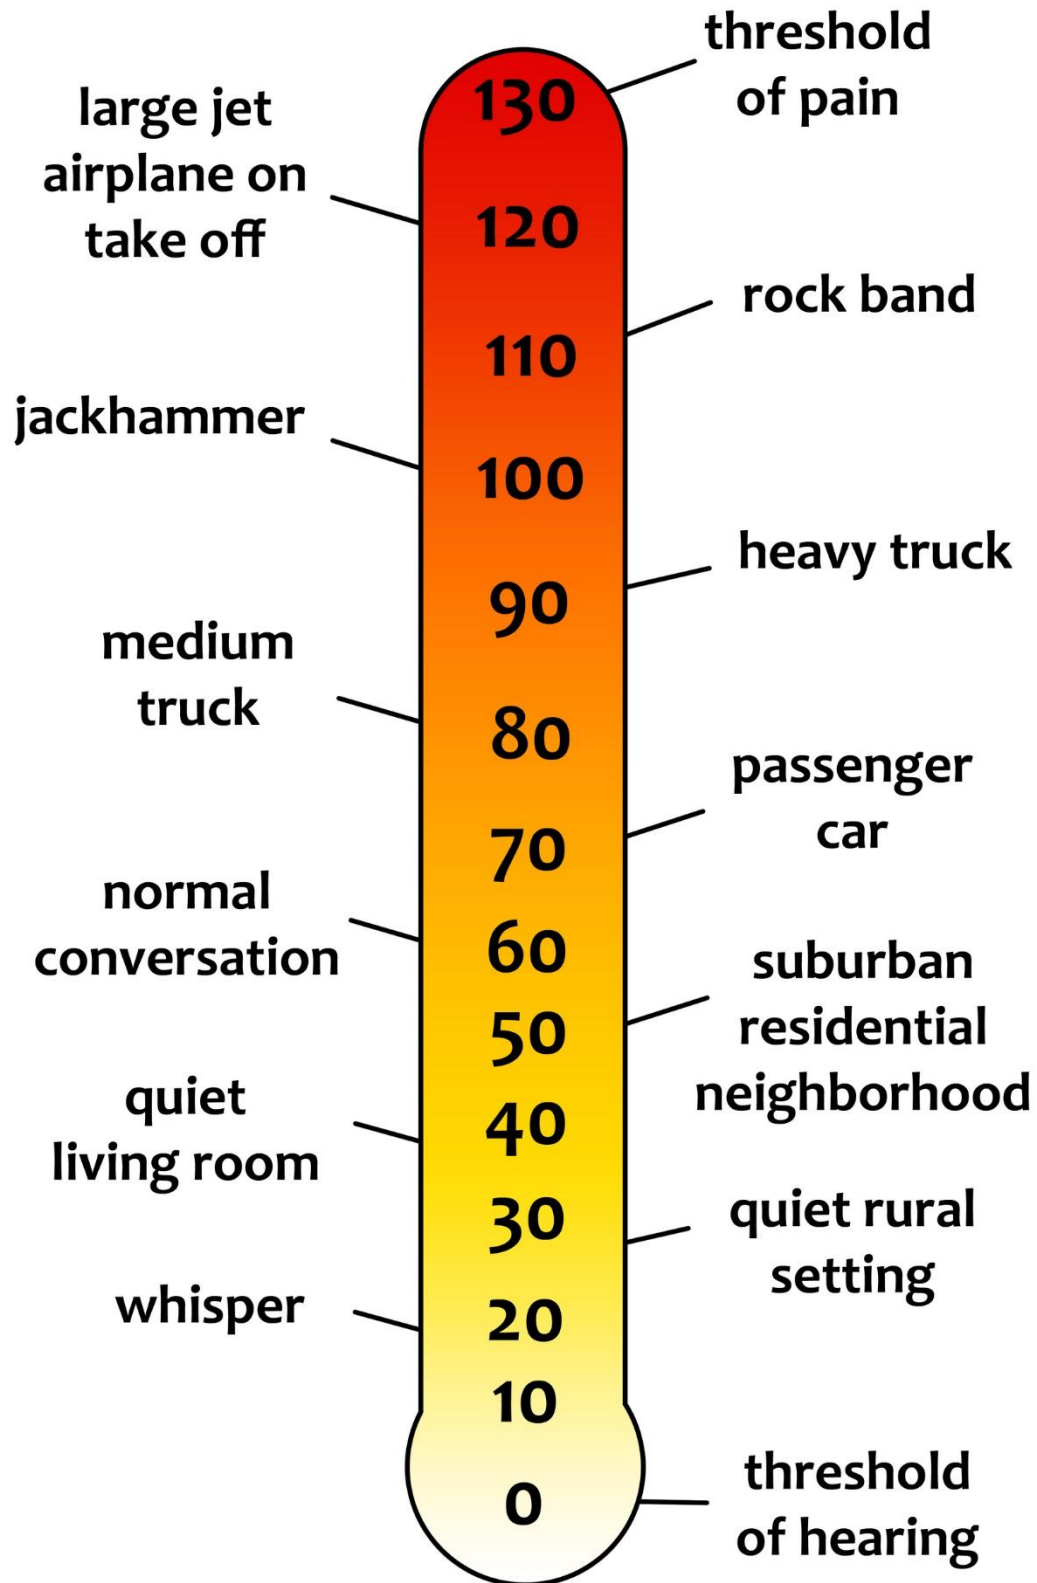 threshold
of pain
130
large jet
airplane on
take off
120
rock band
110
jackhammer
100
heavy truck
90
medium
truck
80
passenger
car
70
normal
conversation
60
suburban
residential
neighborhood
50
quiet
living room
40
quiet rural
setting
30
whisper
20
10
threshold
of hearing
0